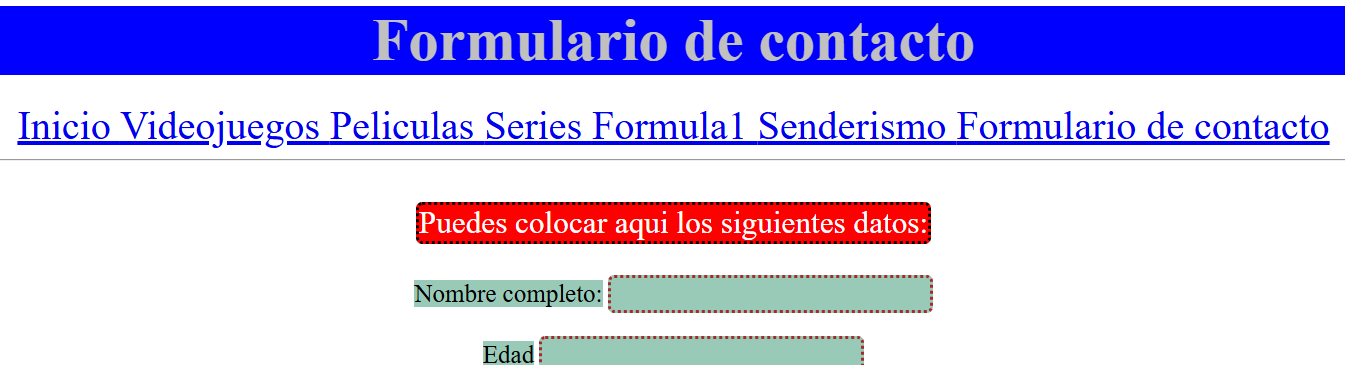 Formulario de contacto
Inicio Videojuegos Peliculas Series Formula1 Senderismo Formulario de contacto
Puedes colocar aqui los siguientes datos:
Nombre completo:
Edad